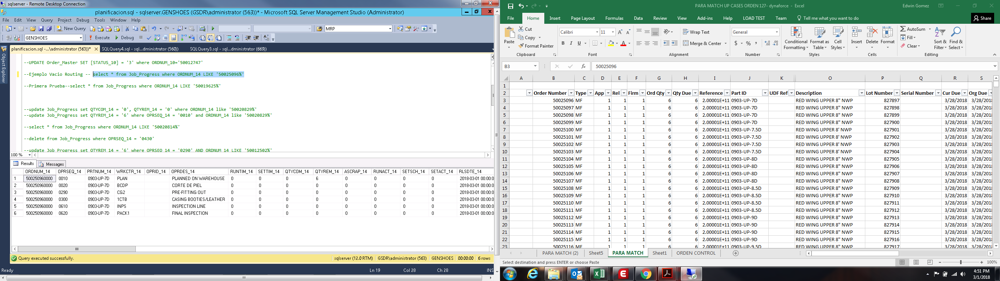 sqlserver - Remote Desktop Connection
planificacion.sql - sqlserver.GENSHOES (GSDR\administrator (563))* - Microsoft SQL Server Management Studio (Administrator)
File Edit View Query Project Debug Tools Window Help
New Query MRP
GENSHOES Execute Debug
planificacion.sql -...\administrator (563))* SQLQuery4.sql - sql...dministrator (560)) SQLQuery3.sql - sql...dministrator (669))
Object Explorer
--UPDATE Order_Master SET [STATUS_10] = '3' where ORDNUM_10='50012747'
--Ejemplo Vacio Routing -- select * from Job_Progress where ORDNUM_14 LIKE '50025096%'
--Primera Prueba--select * from Job_Progress where ORDNUM_14 LIKE '50019625%'
--update Job_Progress set QTYCOM_14 = '0', QTYREM_14 = '0' where ORDNUM_14 like '50020829%'
--update Job_Progress set QTYREM_14 = '6' where OPRSEQ_14 = '0010' and ORDNUM_14 like '50020829%'
--select * from Job_Progress where ORDNUM_14 LIKE '50020814%'
--delete from Job_Progress where OPRSEQ_14 = '0430'
--update Job_Progress set QTYREM_14 = '6' where OPRSEQ_14 = '0290' AND ORDNUM_14 LIKE '50012502%'
100 %
Results Messages
ORDNUM_14 OPRSEQ_14 PRTNUM_14 WRKCTR_14 OPRID_14 OPRDES_14 RUNTIM_14 SETTIM_14 QTYCOM_14 QTYREM_14 ASCRAP_14 RUNACT_14 SETSCH_14 SETACT_14 RLSDTE_14
1 500250960000 0010 0903-UP-7D PLAN PLANNED ON WAREHOUSE 0 0 0 6 0 0 0 0 2018-03-01 00:00:0
2 500250960000 0020 0903-UP-7D BCDP CORTE DE PIEL 0 0 0 0 0 0 0 0 2018-03-01 00:00:0
3 500250960000 0290 0903-UP-7D CG2 PRE-FITTING OUT 0 0 0 0 0 0 0 0 2018-03-01 00:00:0
4 500250960000 0300 0903-UP-7D 1CTB CASING BOOTIES/LEATHER 0 0 0 0 0 0 0 0 2018-03-01 00:00:0
5 500250960000 0610 0903-UP-7D INPS INSPECTION LINE 0 0 0 0 0 0 0 0 2018-03-01 00:00:0
6 500250960000 0620 0903-UP-7D PACK1 FINAL INSPECTION 0 0 0 0 0 0 0 0 2018-03-01 00:00:0
Query executed successfully. sqlserver (12.0 RTM) GSDR\administrator (563) GENSHOES 00:00:00 6 rows
Ready Ln 19 Col 28 Ch 28 INS
PARA MATCH UP CASES ORDEN 127- dynaforce - Excel Edwin Gomez
File Home Insert Page Layout Formulas Data Review View Add-ins Help LOAD TEST Team Tell me what you want to do Share
Paste Cut Copy Format Painter Clipboard
Calibri 11 B I U Font
Wrap Text Merge & Center Alignment
General $ % Number
Conditional Formatting Format as Table Cell Styles Styles
Insert Delete Format Cells
AutoSum Fill Clear Sort & Filter Find & Select Editing
B3 fx 50025096
A B C D E F G H I J K O P Q R S
1
2 Order Number Type App Rel Firm Ord Qty Qty Due Reference Part ID UDF Ref Description Lot Number Serial Number Cur Due Org Due
3 50025096 MF 1 1 1 6 6 2.00001E+11 0903-UP-7D RED WING UPPER 8" NWP 827897 3/28/2018 3/28/201
4 50025097 MF 1 1 1 6 6 2.00001E+11 0903-UP-7D RED WING UPPER 8" NWP 827898 3/28/2018 3/28/201
5 50025098 MF 1 1 1 6 6 2.00001E+11 0903-UP-7D RED WING UPPER 8" NWP 827899 3/28/2018 3/28/201
6 50025099 MF 1 1 1 6 6 2.00001E+11 0903-UP-7D RED WING UPPER 8" NWP 827900 3/28/2018 3/28/201
7 50025100 MF 1 1 1 6 6 2.00001E+11 0903-UP-7.5D RED WING UPPER 8' NWP 827901 3/28/2018 3/28/201
8 50025101 MF 1 1 1 6 6 2.00001E+11 0903-UP-7.5D RED WING UPPER 8' NWP 827902 3/28/2018 3/28/201
9 50025102 MF 1 1 1 6 6 2.00001E+11 0903-UP-7.5D RED WING UPPER 8' NWP 827903 3/28/2018 3/28/201
10 50025103 MF 1 1 1 6 6 2.00001E+11 0903-UP-7.5D RED WING UPPER 8' NWP 827904 3/28/2018 3/28/201
11 50025104 MF 1 1 1 6 6 2.00001E+11 0903-UP-8D RED WING UPPER 8" NWP 827905 3/28/2018 3/28/201
12 50025105 MF 1 1 1 6 6 2.00001E+11 0903-UP-8D RED WING UPPER 8" NWP 827906 3/28/2018 3/28/201
13 50025106 MF 1 1 1 6 6 2.00001E+11 0903-UP-8D RED WING UPPER 8" NWP 827907 3/28/2018 3/28/201
14 50025107 MF 1 1 1 6 6 2.00001E+11 0903-UP-8D RED WING UPPER 8" NWP 827908 3/28/2018 3/28/201
15 50025108 MF 1 1 1 6 6 2.00001E+11 0903-UP-8.5D RED WING UPPER 8" NWP 827909 3/28/2018 3/28/201
16 50025109 MF 1 1 1 6 6 2.00001E+11 0903-UP-8.5D RED WING UPPER 8" NWP 827910 3/28/2018 3/28/201
17 50025110 MF 1 1 1 6 6 2.00001E+11 0903-UP-8.5D RED WING UPPER 8" NWP 827911 3/28/2018 3/28/201
18 50025111 MF 1 1 1 6 6 2.00001E+11 0903-UP-8.5D RED WING UPPER 8" NWP 827912 3/28/2018 3/28/201
19 50025112 MF 1 1 1 6 6 2.00001E+11 0903-UP-9D RED WING UPPER 8" NWP 827913 3/28/2018 3/28/201
20 50025113 MF 1 1 1 6 6 2.00001E+11 0903-UP-9D RED WING UPPER 8" NWP 827914 3/28/2018 3/28/201
21 50025114 MF 1 1 1 6 6 2.00001E+11 0903-UP-9D RED WING UPPER 8" NWP 827915 3/28/2018 3/28/201
22 50025115 MF 1 1 1 6 6 2.00001E+11 0903-UP-9D RED WING UPPER 8" NWP 827916 3/28/2018 3/28/201
23 50025116 MF 1 1 1 6 6 2.00001E+11 0903-UP-9.5D RED WING UPPER 8" NWP 827917 3/28/2018 3/28/201
PARA MATCH (2) Sheet5 PARA MATCH Sheet1 ORDEN CONTROL
Select destination and press ENTER or choose Paste 100%
4:51 PM
3/1/2018